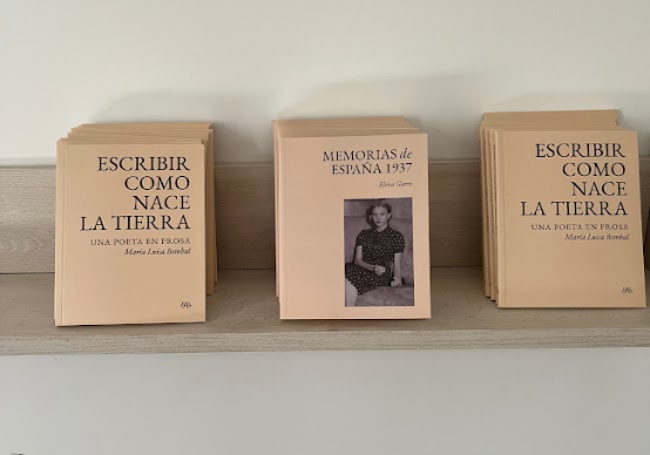 ESCRIBIR
COMO
NACE
LA TIERRA
UNA POETA EN PROSA
María Luisa Bombal
MEMORIAS de
ESPAÑA 1937
Elena Garro
ESCRIBIR
COMO
NACE
LA TIERRA
UNA POETA EN PROSA
María Luisa Bombal